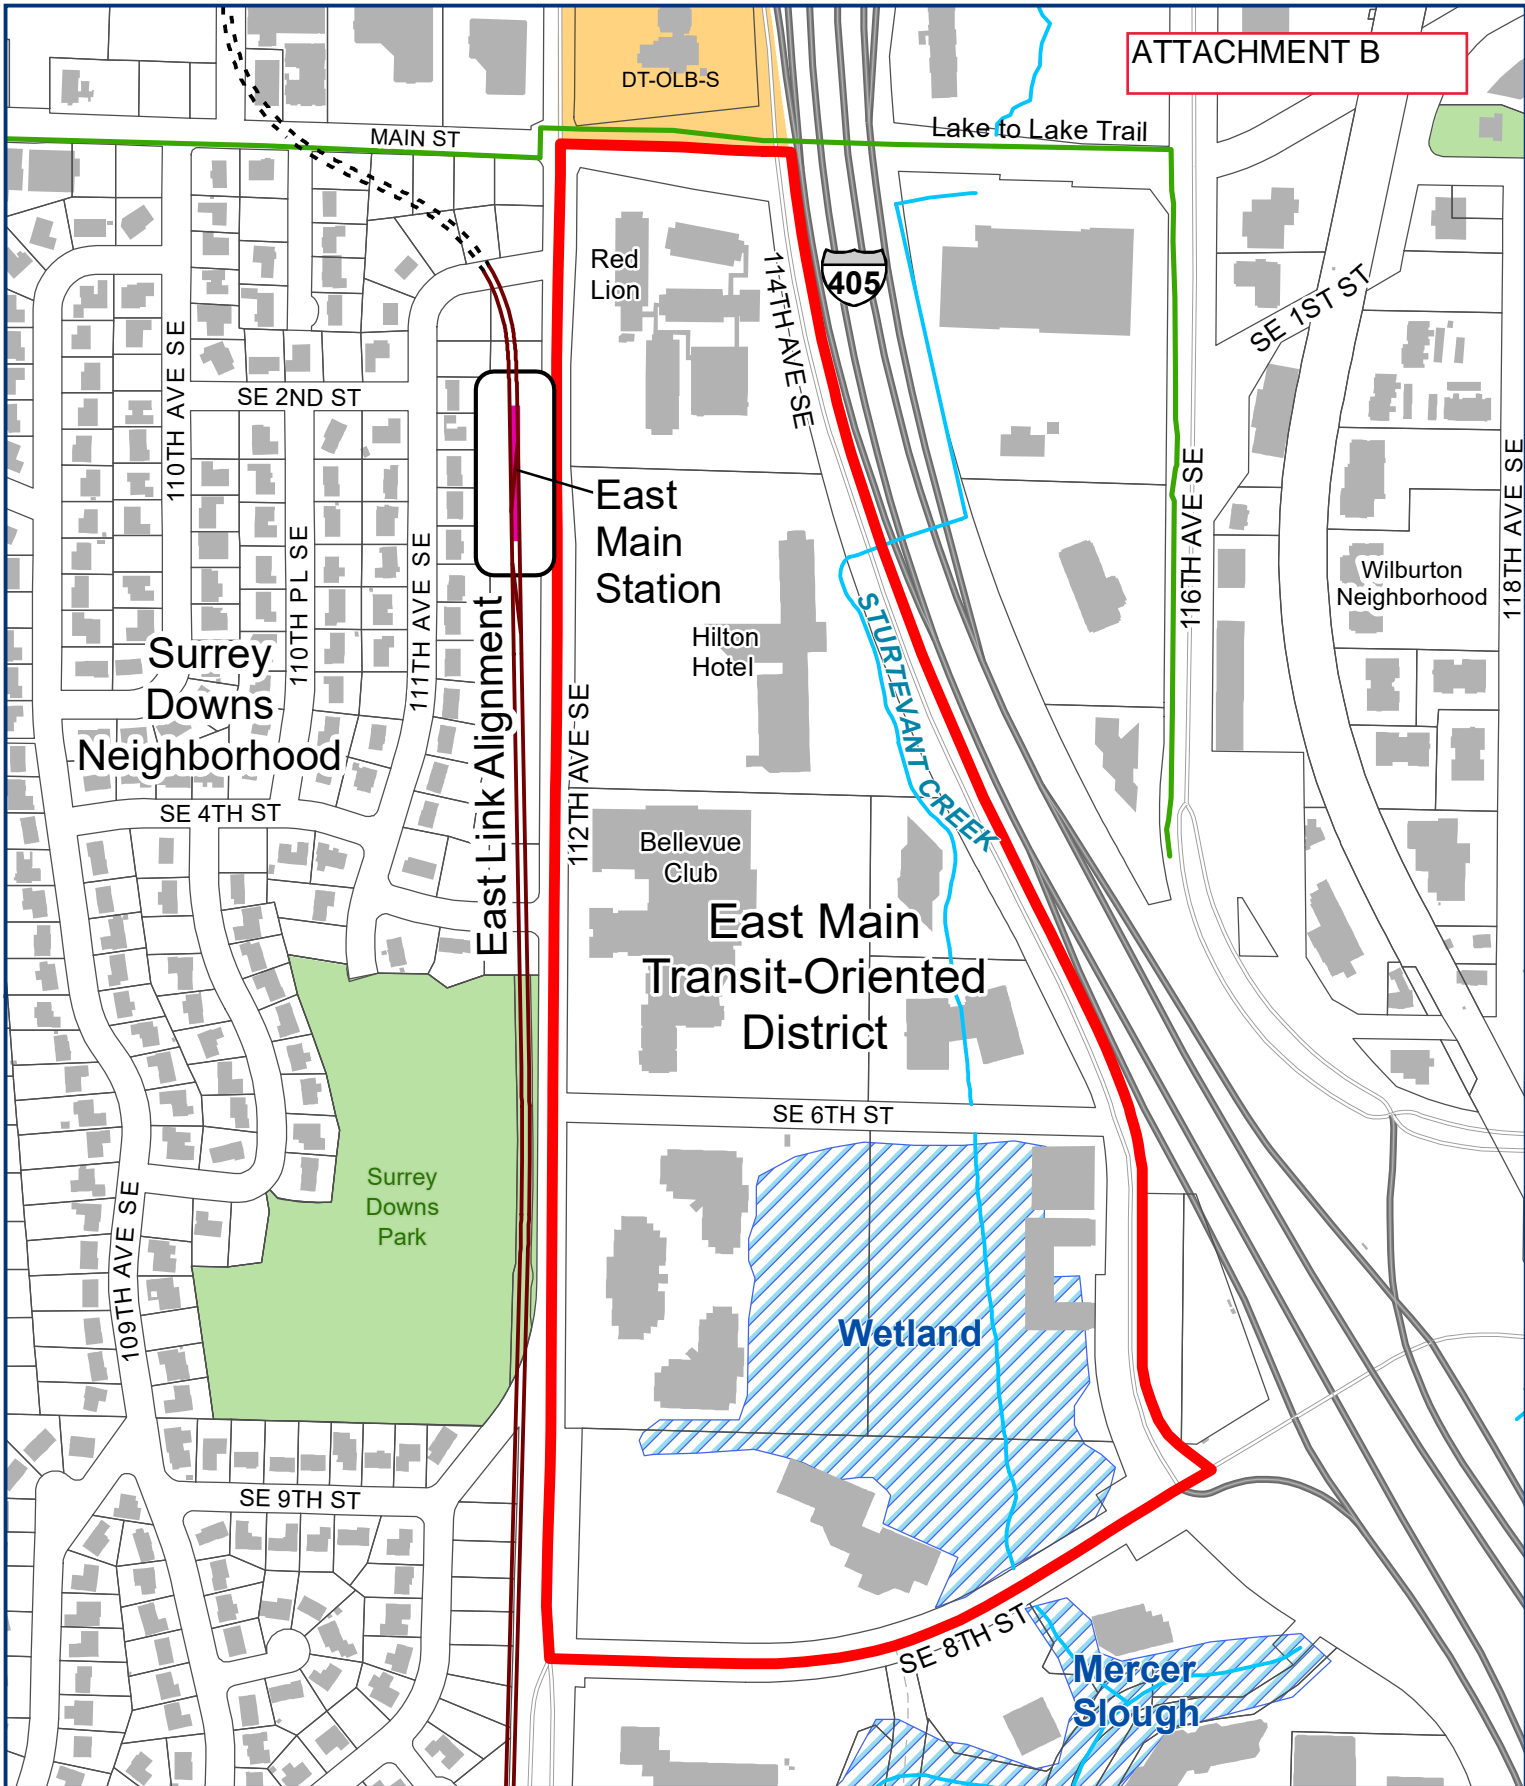 ATTACHMENT B
DT-OLB-S
MAIN ST
Lake to Lake Trail
Red
Lion
114TH AVE SE
405
SE 1ST ST
110TH AVE SE
SE 2ND ST
East
Main
Station
116TH AVE SE
118TH AVE SE
110TH PL SE
111TH AVE SE
Wilburton
Neighborhood
Hilton
Hotel
STURTEVANT CREEK
Surrey
Downs
Neighborhood
East Link Alignment
112TH AVE SE
SE 4TH ST
Bellevue
Club
East Main
Transit-Oriented
District
SE 6TH ST
Surrey
Downs
Park
109TH AVE SE
Wetland
SE 9TH ST
SE 8TH ST
Mercer
Slough